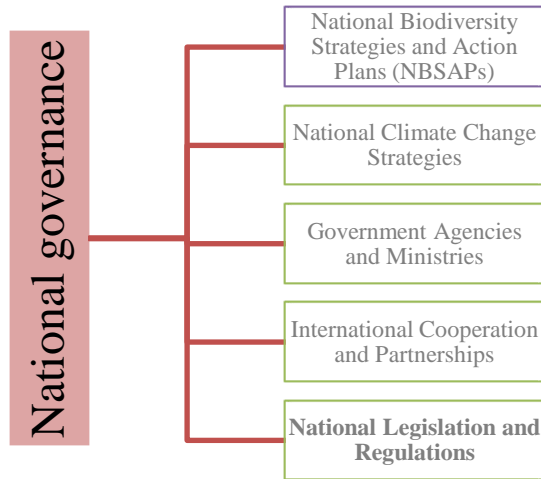 National governance
National Biodiversity
Strategies and Action
Plans (NBSAPs)
National Climate Change
Strategies
Government Agencies
and Ministries
International Cooperation
and Partnerships
National Legislation and
Regulations